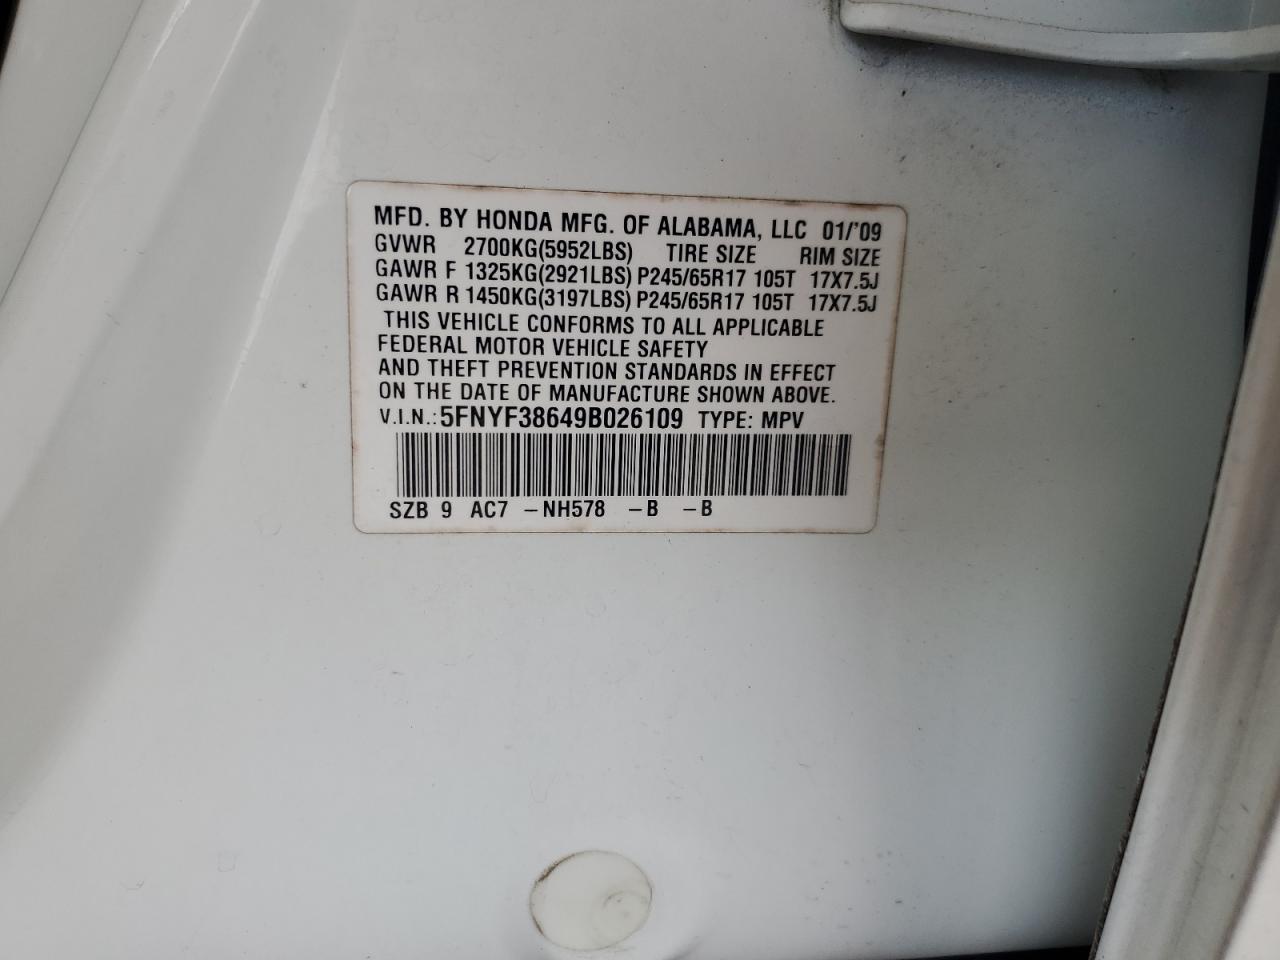 MFD. BY HONDA MFG. OF ALABAMA, LLC 01/'09
GVWR 2700KG(5952LBS) TIRE SIZE RIM SIZE
GAWR F 1325KG(2921LBS) P245/65R17 105T 17X7.5J
GAWR R 1450KG(3197LBS) P245/65R17 105T 17X7.5J
THIS VEHICLE CONFORMS TO ALL APPLICABLE
FEDERAL MOTOR VEHICLE SAFETY
AND THEFT PREVENTION STANDARDS IN EFFECT
ON THE DATE OF MANUFACTURE SHOWN ABOVE.
V.I.N.: 5FNYF38649B026109 TYPE: MPV
SZB 9 AC7 -NH578 -B -B